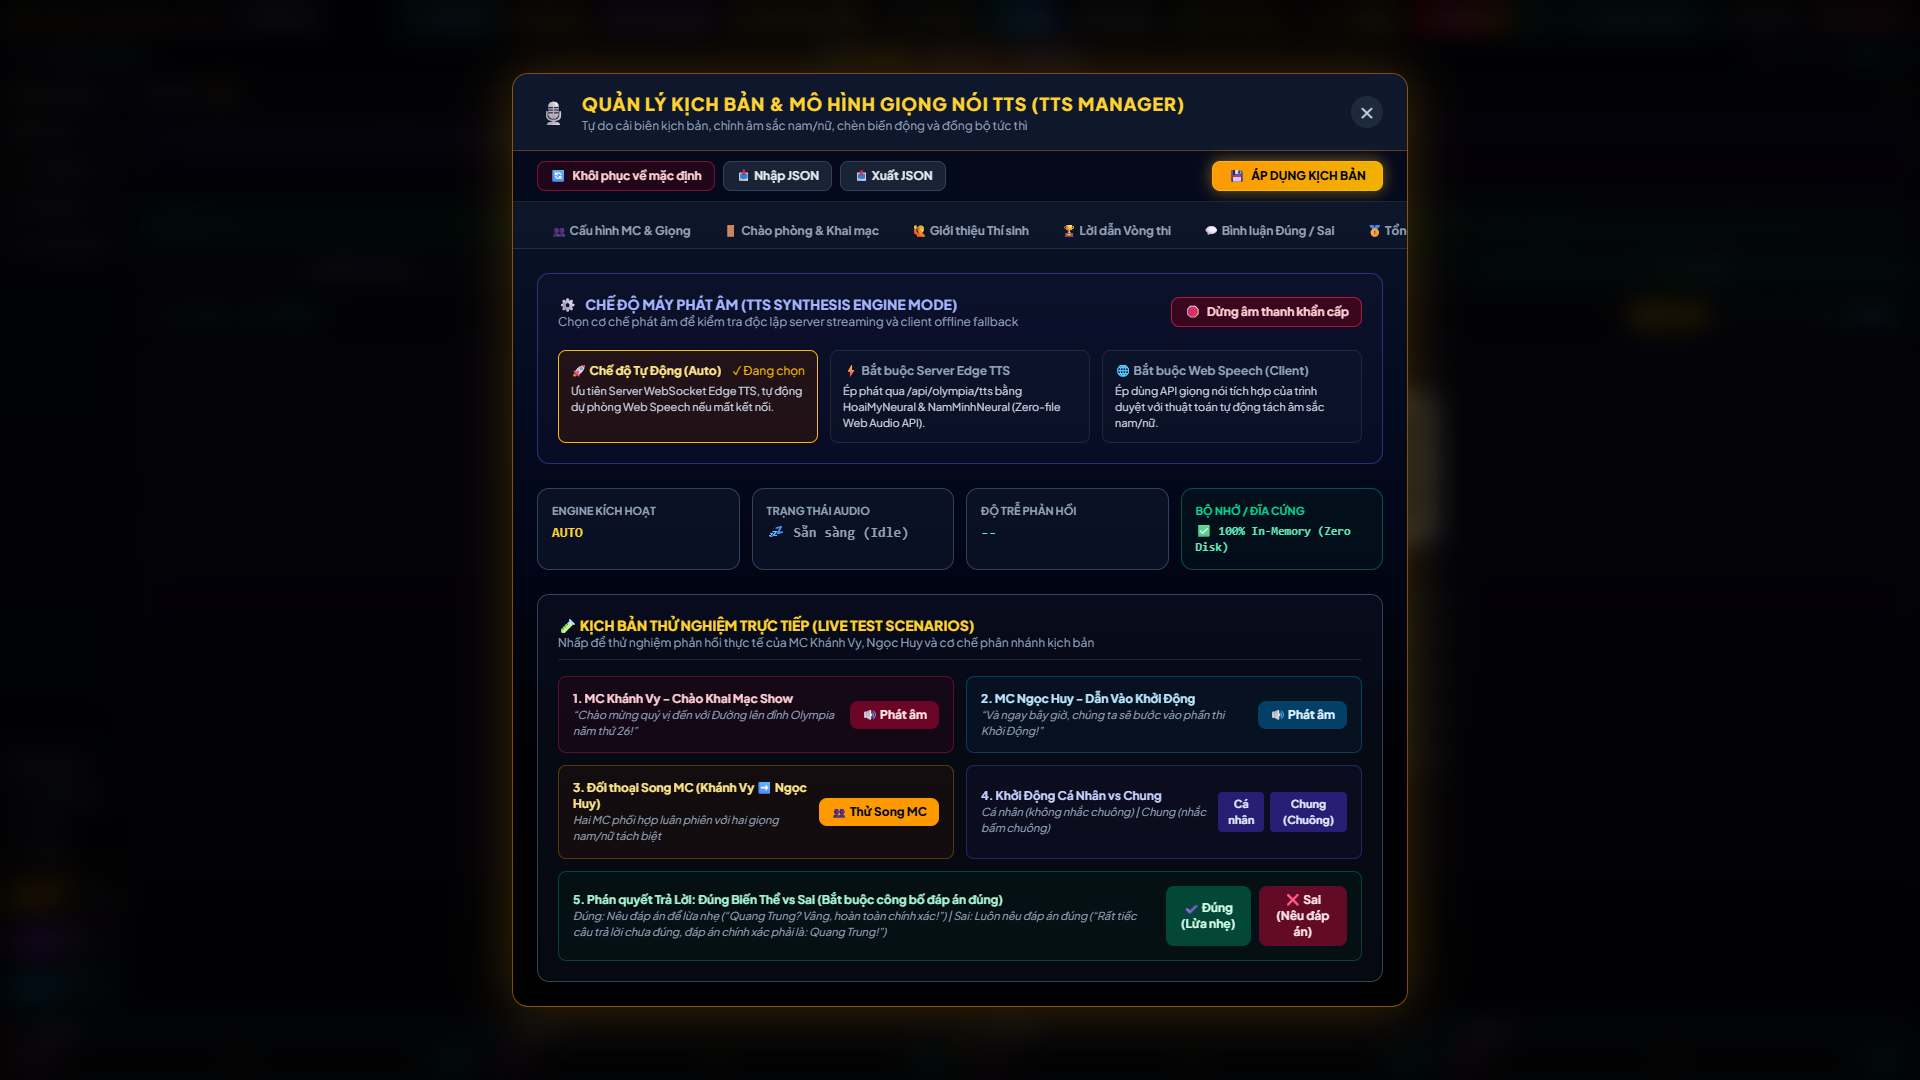 QUẢN LÝ KỊCH BẢN & MÔ HÌNH GIỌNG NÓI TTS (TTS MANAGER)
Tự do cải biên kịch bản, chỉnh âm sắc nam/nữ, chèn biến động và đồng bộ tức thì
Khôi phục về mặc định
Nhập JSON
Xuất JSON
ÁP DỤNG KỊCH BẢN
Cấu hình MC & Giọng
Chào phòng & Khai mạc
Giới thiệu Thí sinh
Lời dẫn Vòng thi
Bình luận Đúng / Sai
Tổn
CHẾ ĐỘ MÁY PHÁT ÂM (TTS SYNTHESIS ENGINE MODE)
Chọn cơ chế phát âm để kiểm tra độc lập server streaming và client offline fallback
Dừng âm thanh khẩn cấp
Chế độ Tự Động (Auto) ✓ Đang chọn
Ưu tiên Server WebSocket Edge TTS, tự động
dự phòng Web Speech nếu mất kết nối.
Bắt buộc Server Edge TTS
Ép phát qua /api/olympia/tts bằng
HoaiMyNeural & NamMinhNeural (Zero-file
Web Audio API).
Bắt buộc Web Speech (Client)
Ép dùng API giọng nói tích hợp của trình
duyệt với thuật toán tự động tách âm sắc
nam/nữ.
ENGINE KÍCH HOẠT
AUTO
TRẠNG THÁI AUDIO
Sẵn sàng (Idle)
ĐỘ TRỄ PHẢN HỒI
--
BỘ NHỚ / ĐĨA CỨNG
100% In-Memory (Zero
Disk)
KỊCH BẢN THỬ NGHIỆM TRỰC TIẾP (LIVE TEST SCENARIOS)
Nhấp để thử nghiệm phản hồi thực tế của MC Khánh Vy, Ngọc Huy và cơ chế phân nhánh kịch bản
1. MC Khánh Vy – Chào Khai Mạc Show
"Chào mừng quý vị đến với Đường lên đỉnh Olympia
năm thứ 26!"
Phát âm
2. MC Ngọc Huy – Dẫn Vào Khởi Động
"Và ngay bây giờ, chúng ta sẽ bước vào phần thi
Khởi Động!"
Phát âm
3. Đối thoại Song MC (Khánh Vy ➡ Ngọc
Huy)
Hai MC phối hợp luân phiên với hai giọng
nam/nữ tách biệt
Thử Song MC
4. Khởi Động Cá Nhân vs Chung
Cá nhân (không nhắc chuông) | Chung (nhắc
bấm chuông)
Cá
nhân
Chung
(Chuông)
5. Phán quyết Trả Lời: Đúng Biến Thể vs Sai (Bắt buộc công bố đáp án đúng)
Đúng: Nêu đáp án để lừa nhẹ ("Quang Trung? Vâng, hoàn toàn chính xác!") | Sai: Luôn nêu đáp án đúng ("Rất tiếc
câu trả lời chưa đúng, đáp án chính xác phải là: Quang Trung!")
✔ Đúng
(Lừa nhẹ)
❌ Sai
(Nêu đáp
án)